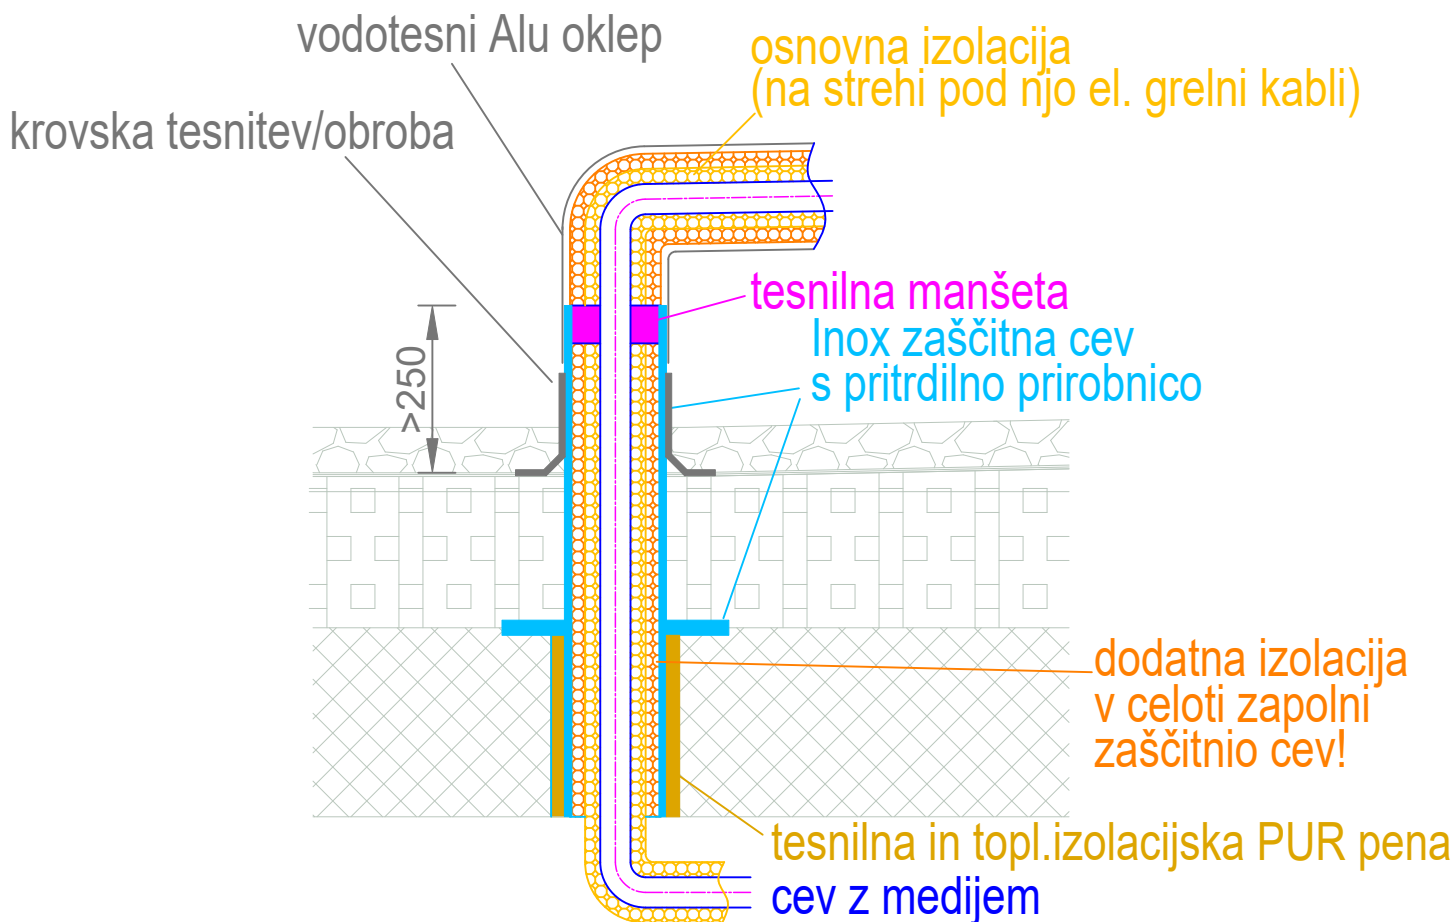 vodotesni Alu oklep
osnovna izolacija
(na strehi pod njo el. grelni kabli)
krovska tesnitev/obroba
tesnilna manšeta
Inox zaščitna cev
s pritrdilno prirobnico
>250
dodatna izolacija
v celoti zapolni
zaščitnio cev!
tesnilna in topl.izolacijska PUR pena
cev z medijem